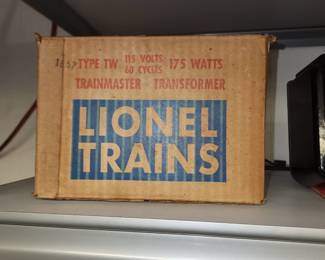 TYPE TW 115 VOLTS 175 WATTS
60 CYCLES
TRAINMASTER TRANSFORMER
LIONEL
TRAINS